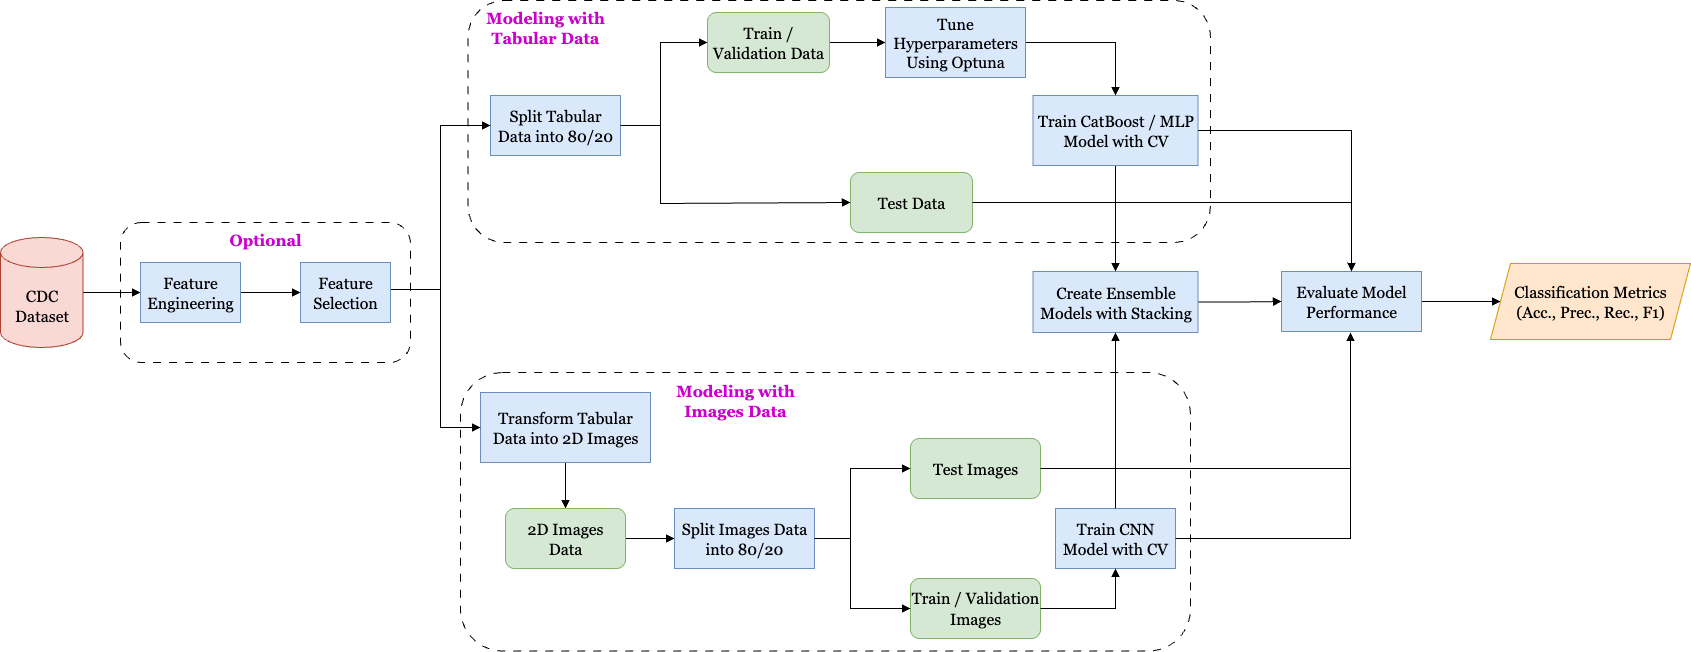 Modeling with
Tabular Data
Train /
Validation Data
Tune
Hyperparameters
Using Optuna
Split Tabular
Data into 80/20
Train CatBoost / MLP
Model with CV
Test Data
Optional
CDC
Dataset
Feature
Engineering
Feature
Selection
Create Ensemble
Models with Stacking
Evaluate Model
Performance
Classification Metrics
(Acc., Prec., Rec., F1)
Modeling with
Images Data
Transform Tabular
Data into 2D Images
Test Images
2D Images
Data
Split Images Data
into 80/20
Train CNN
Model with CV
Train / Validation
Images